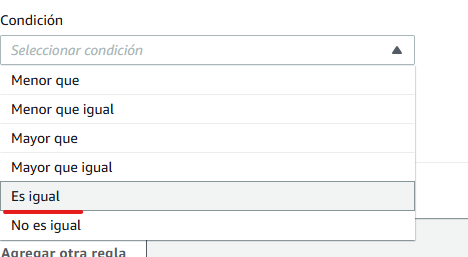 Condición
Seleccionar condición
Menor que
Menor que igual
Mayor que
Mayor que igual
Es igual
No es igual
Agregar otra regla